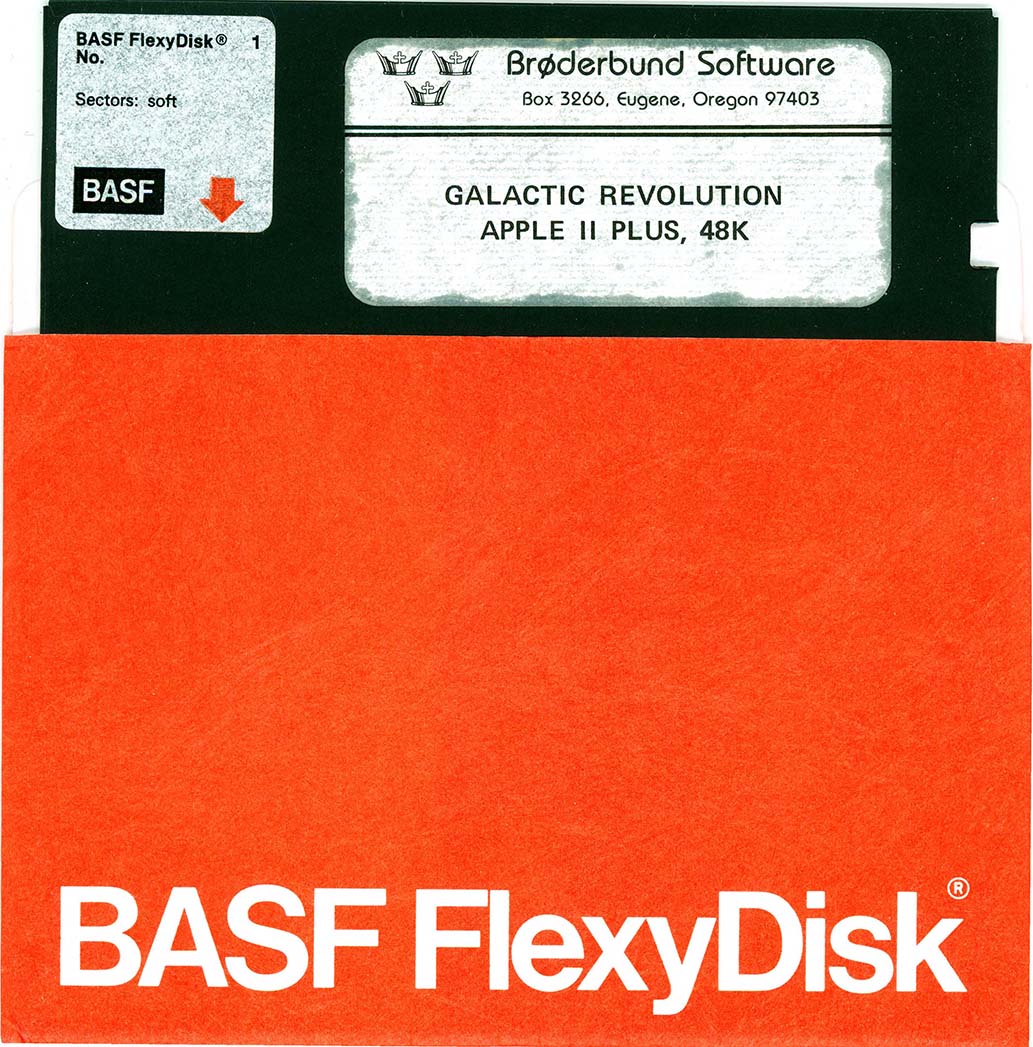 BASF FlexyDisk® 1
No.
Sectors: soft
BASF
Brøderbund Software
Box 3266, Eugene, Oregon 97403
GALACTIC REVOLUTION
APPLE II PLUS, 48K
BASF FlexyDisk®